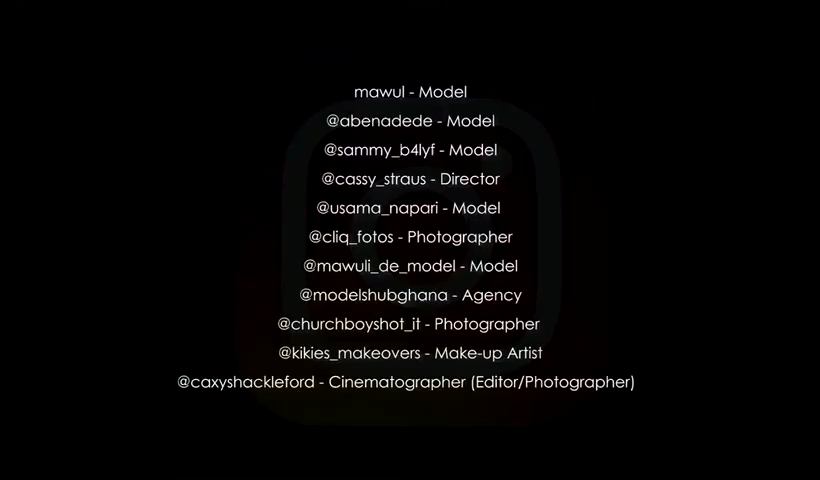 mawul - Model
@abenadede - Model
@sammy_b4lyf - Model
@cassy_straus - Director
@usama_napari - Model
@cliq_fotos - Photographer
@mawuli_de_model - Model
@modelshubghana - Agency
@churchboyshot_it - Photographer
@kikies_makeovers - Make-up Artist
@caxyshackleford - Cinematographer (Editor/Photographer)